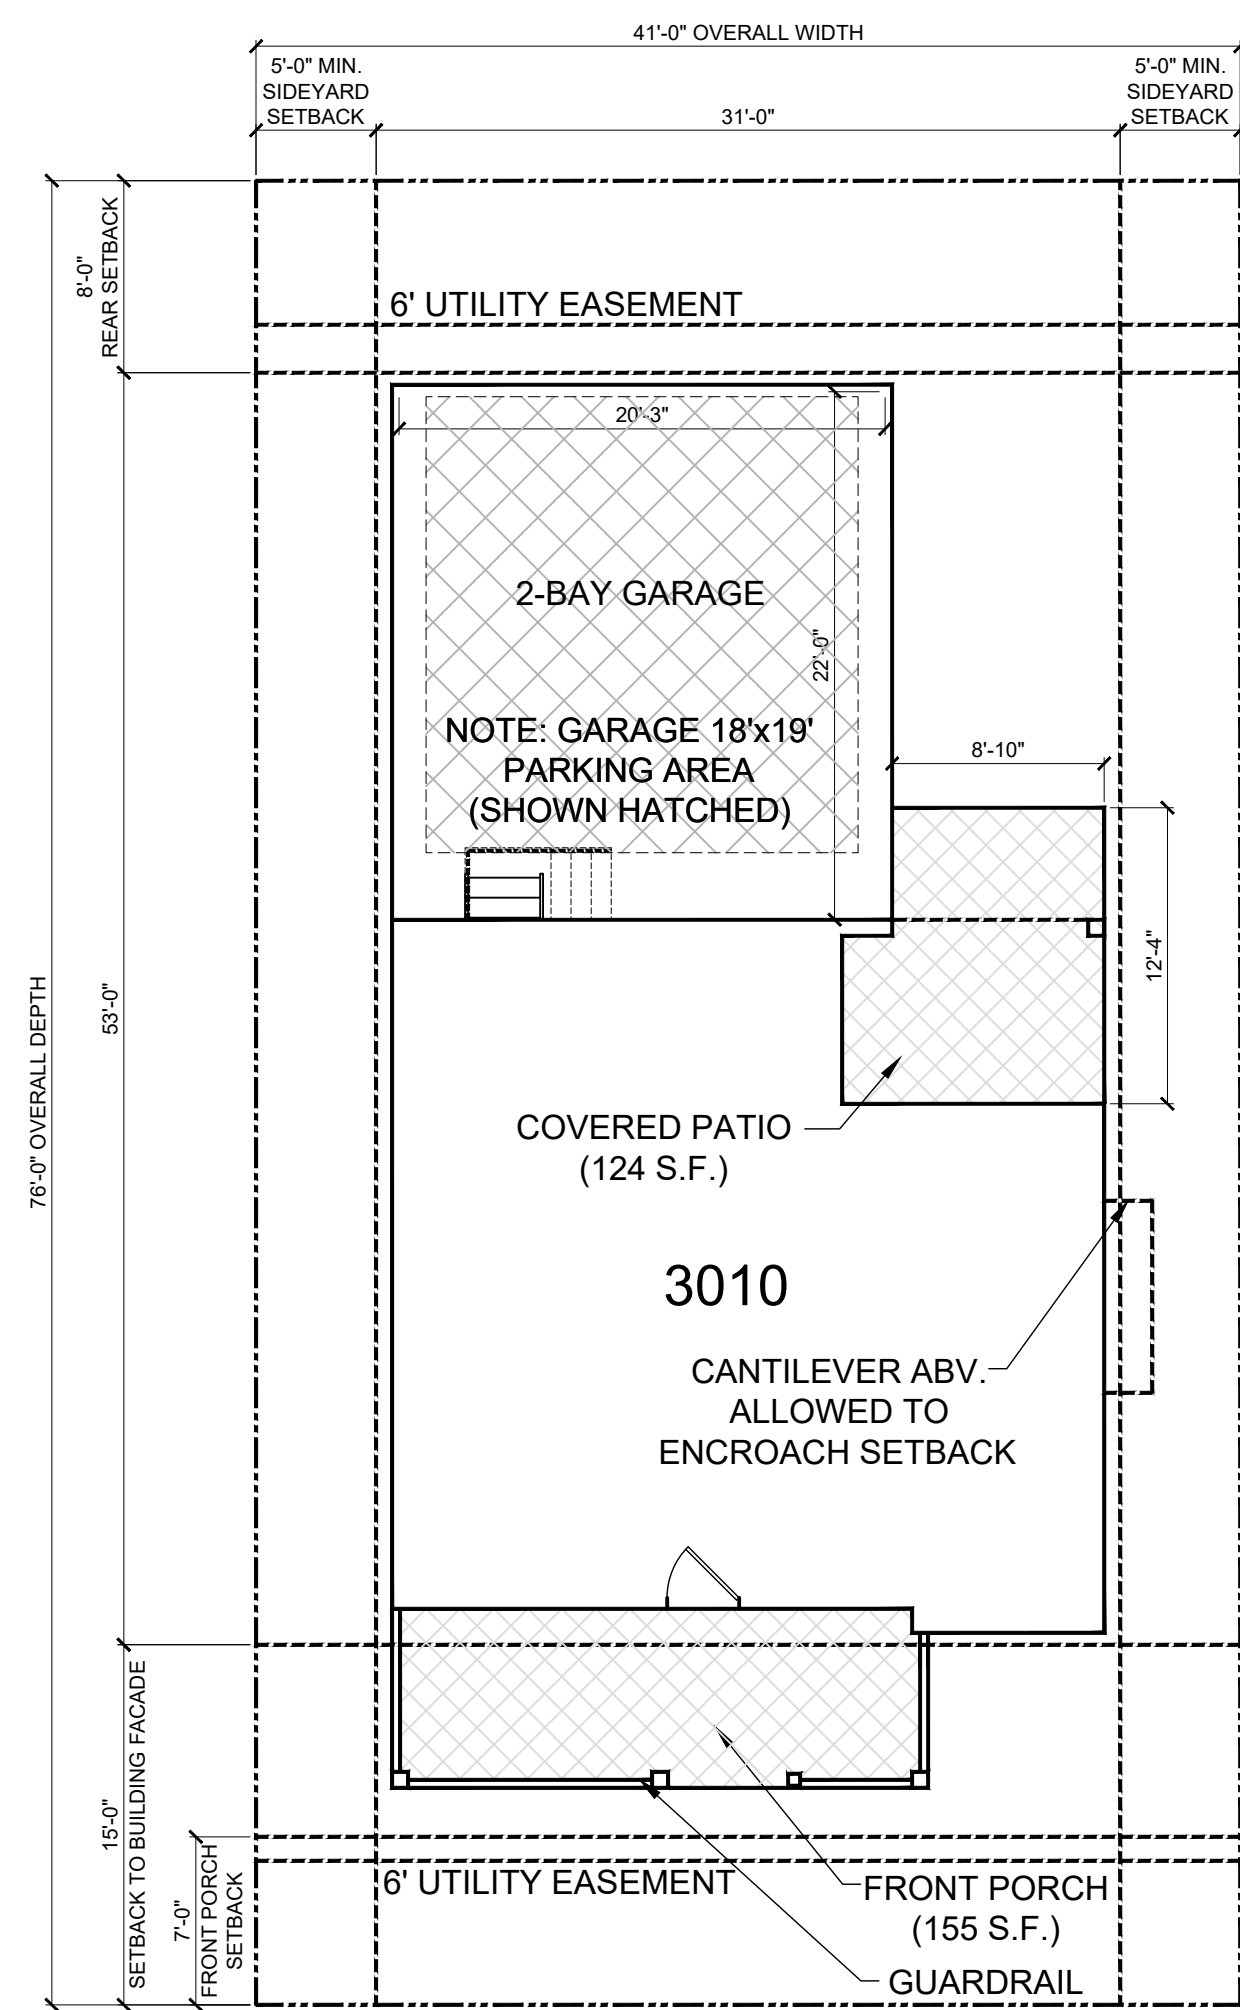 41'-0" OVERALL WIDTH
5'-0" MIN.
SIDEYARD
SETBACK
31'-0"
5'-0" MIN.
SIDEYARD
SETBACK
8'-0"
REAR SETBACK
6' UTILITY EASEMENT
20'-3"
2-BAY GARAGE
22'-0"
NOTE: GARAGE 18'x19'
PARKING AREA
(SHOWN HATCHED)
8'-10"
12'-4"
76'-0" OVERALL DEPTH
53'-0"
COVERED PATIO
(124 S.F.)
3010
CANTILEVER ABV.
ALLOWED TO
ENCROACH SETBACK
15'-0"
SETBACK TO BUILDING FACADE
7'-0"
FRONT PORCH
SETBACK
6' UTILITY EASEMENT
FRONT PORCH
(155 S.F.)
GUARDRAIL